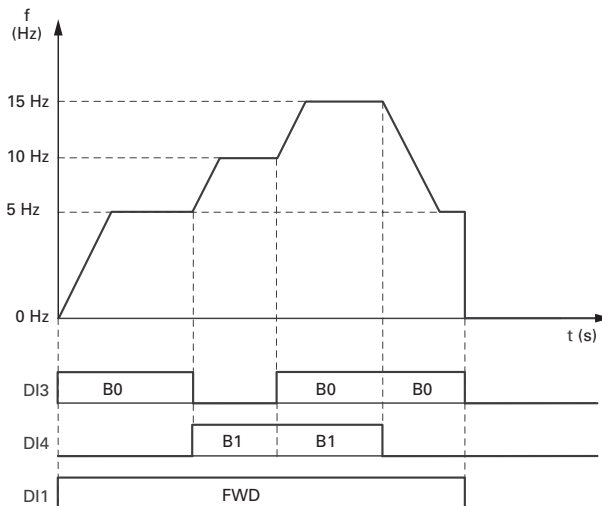 f
(Hz)
15 Hz
10 Hz
5 Hz
0 Hz
t (s)
DI3 B0 B0 B0
DI4 B1 B1
DI1 FWD